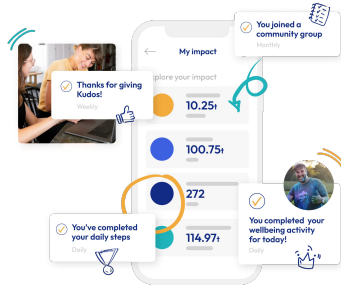 You joined a
community group
Monthly
My impact
xplore your impact
Thanks for giving
Kudos!
Weekly
10.25t
100.75t
272
You've completed
your daily steps
Daily
114.97t
You completed your
wellbeing activity
for today!
Daily